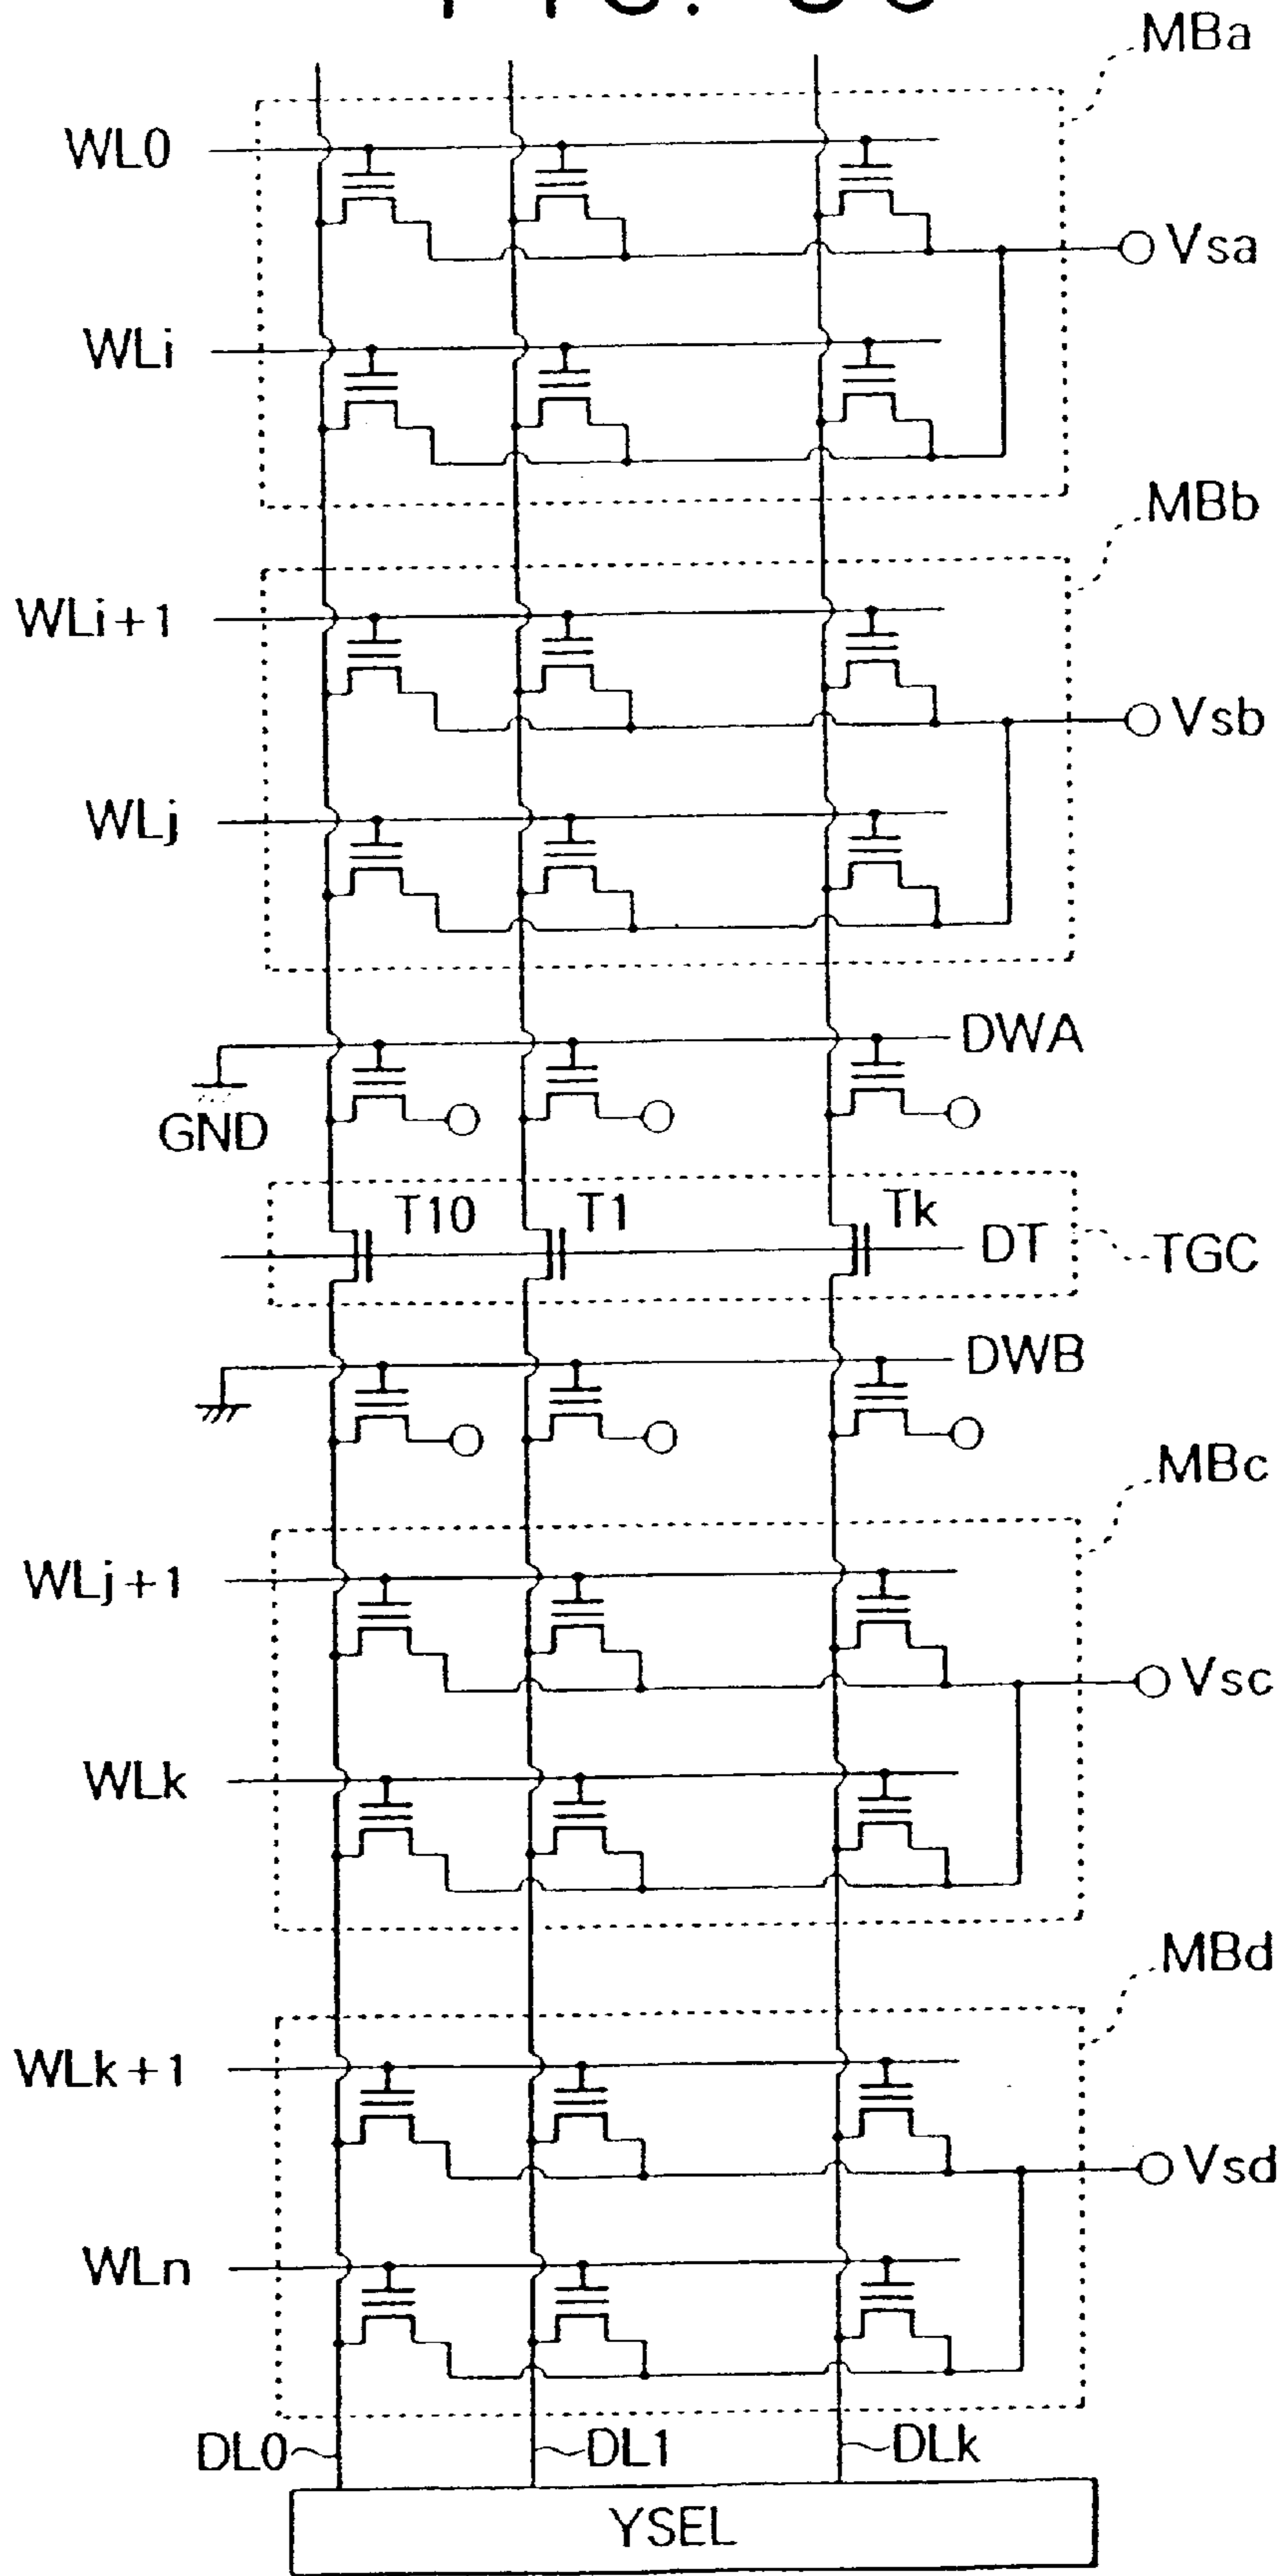 MBa
WL0
Vsa
WLi
MBb
WLi+1
Vsb
WLj
DWA
GND
T10 T1 Tk
DT
TGC
DWB
MBc
WLj+1
Vsc
WLk
MBd
WLk+1
Vsd
WLn
DL0 DL1 DLk
YSEL